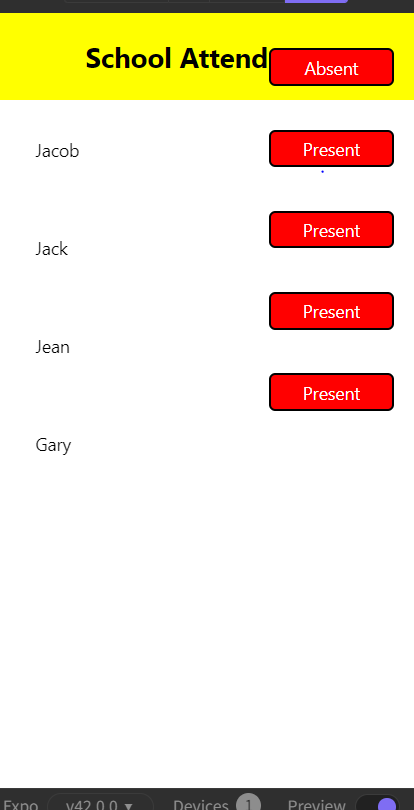 School Attend
Absent
Jacob
Present
Jack
Present
Jean
Present
Gary
Present
Expo v42.0.0 Devices 1 Preview